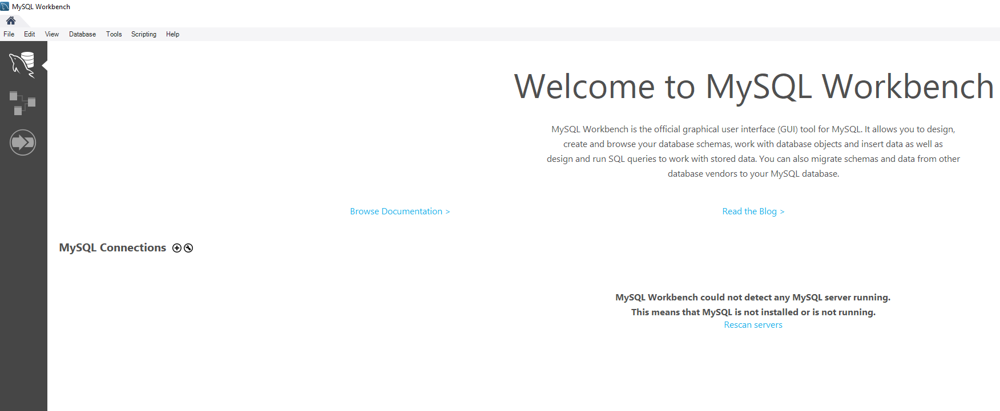 MySQL Workbench
File Edit View Database Tools Scripting Help
Welcome to MySQL Workbench
MySQL Workbench is the official graphical user interface (GUI) tool for MySQL. It allows you to design,
create and browse your database schemas, work with database objects and insert data as well as
design and run SQL queries to work with stored data. You can also migrate schemas and data from other
database vendors to your MySQL database.
Browse Documentation > Read the Blog >
MySQL Connections
MySQL Workbench could not detect any MySQL server running.
This means that MySQL is not installed or is not running.
Rescan servers